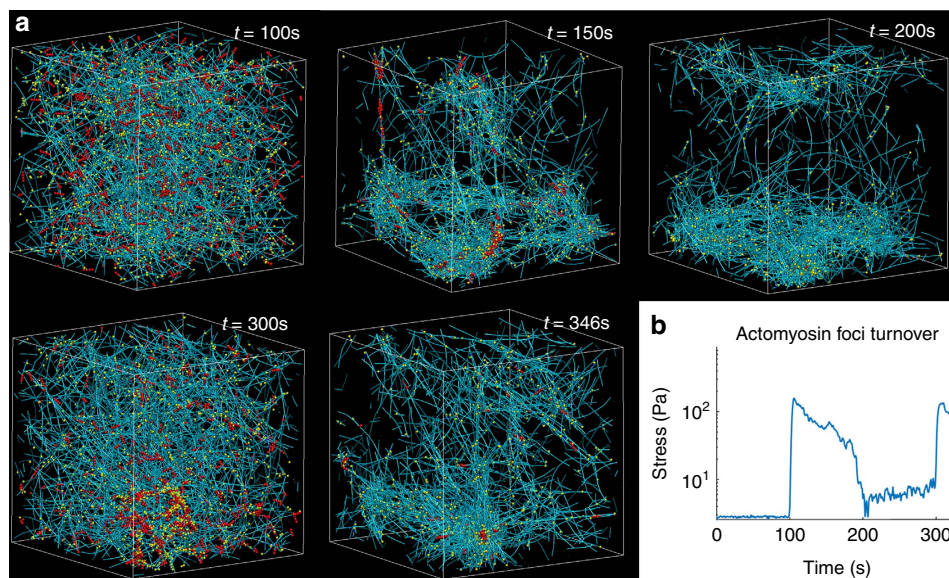 a
t = 100s
t = 150s
t = 200s
t = 300s
t = 346s
b
Actomyosin foci turnover
Stress (Pa)
10²
10¹
0
100
200
300
Time (s)